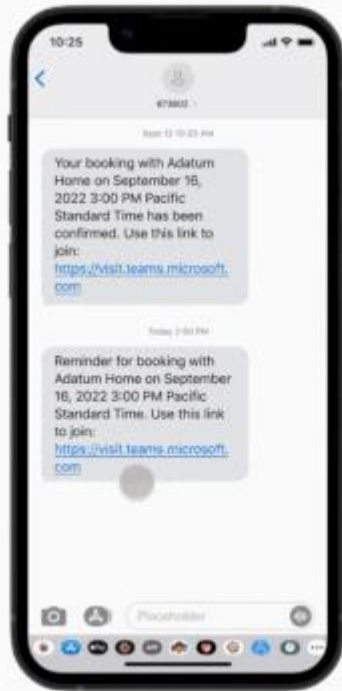 10:25
Your booking with Adatum
Home on September 16,
2022 3:00 PM Pacific
Standard Time has been
confirmed. Use this link to
join:
https://visit.teams.microsoft.
com
Reminder for booking with
Adatum Home on September
16, 2022 3:00 PM Pacific
Standard Time. Use this link
to join:
https://visit.teams.microsoft.
com
Placeholder